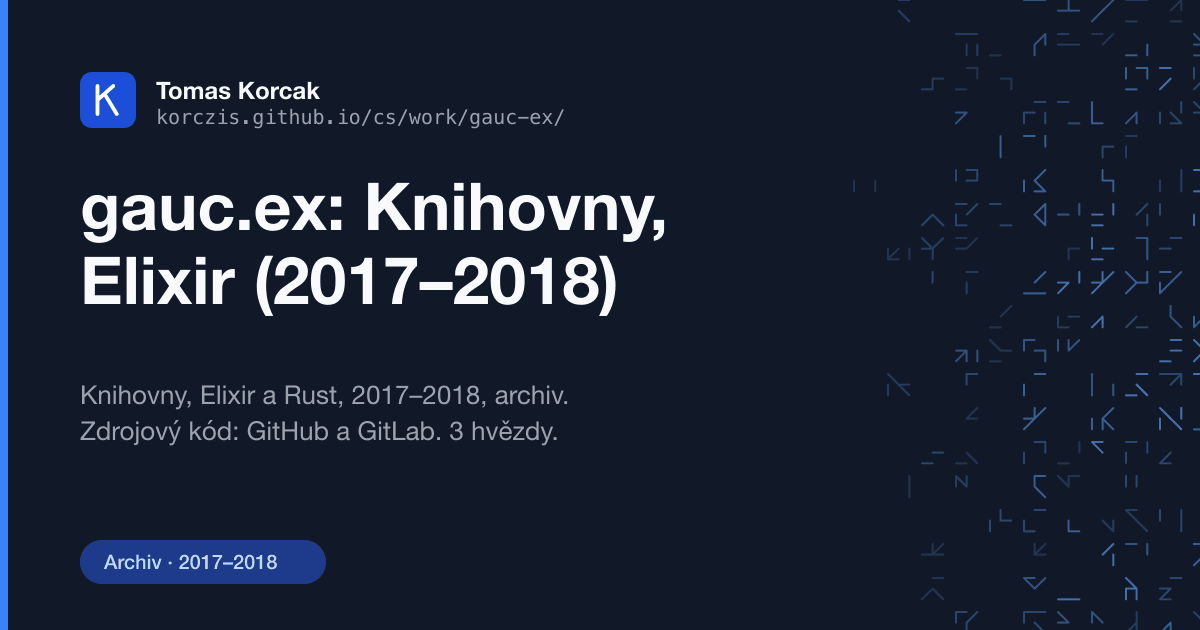 K
Tomas Korcak
korczis.github.io/cs/work/gauc-ex/
gauc.ex: Knihovny,
Elixir (2017–2018)
Knihovny, Elixir a Rust, 2017–2018, archiv.
Zdrojový kód: GitHub a GitLab. 3 hvězdy.
Archiv · 2017–2018